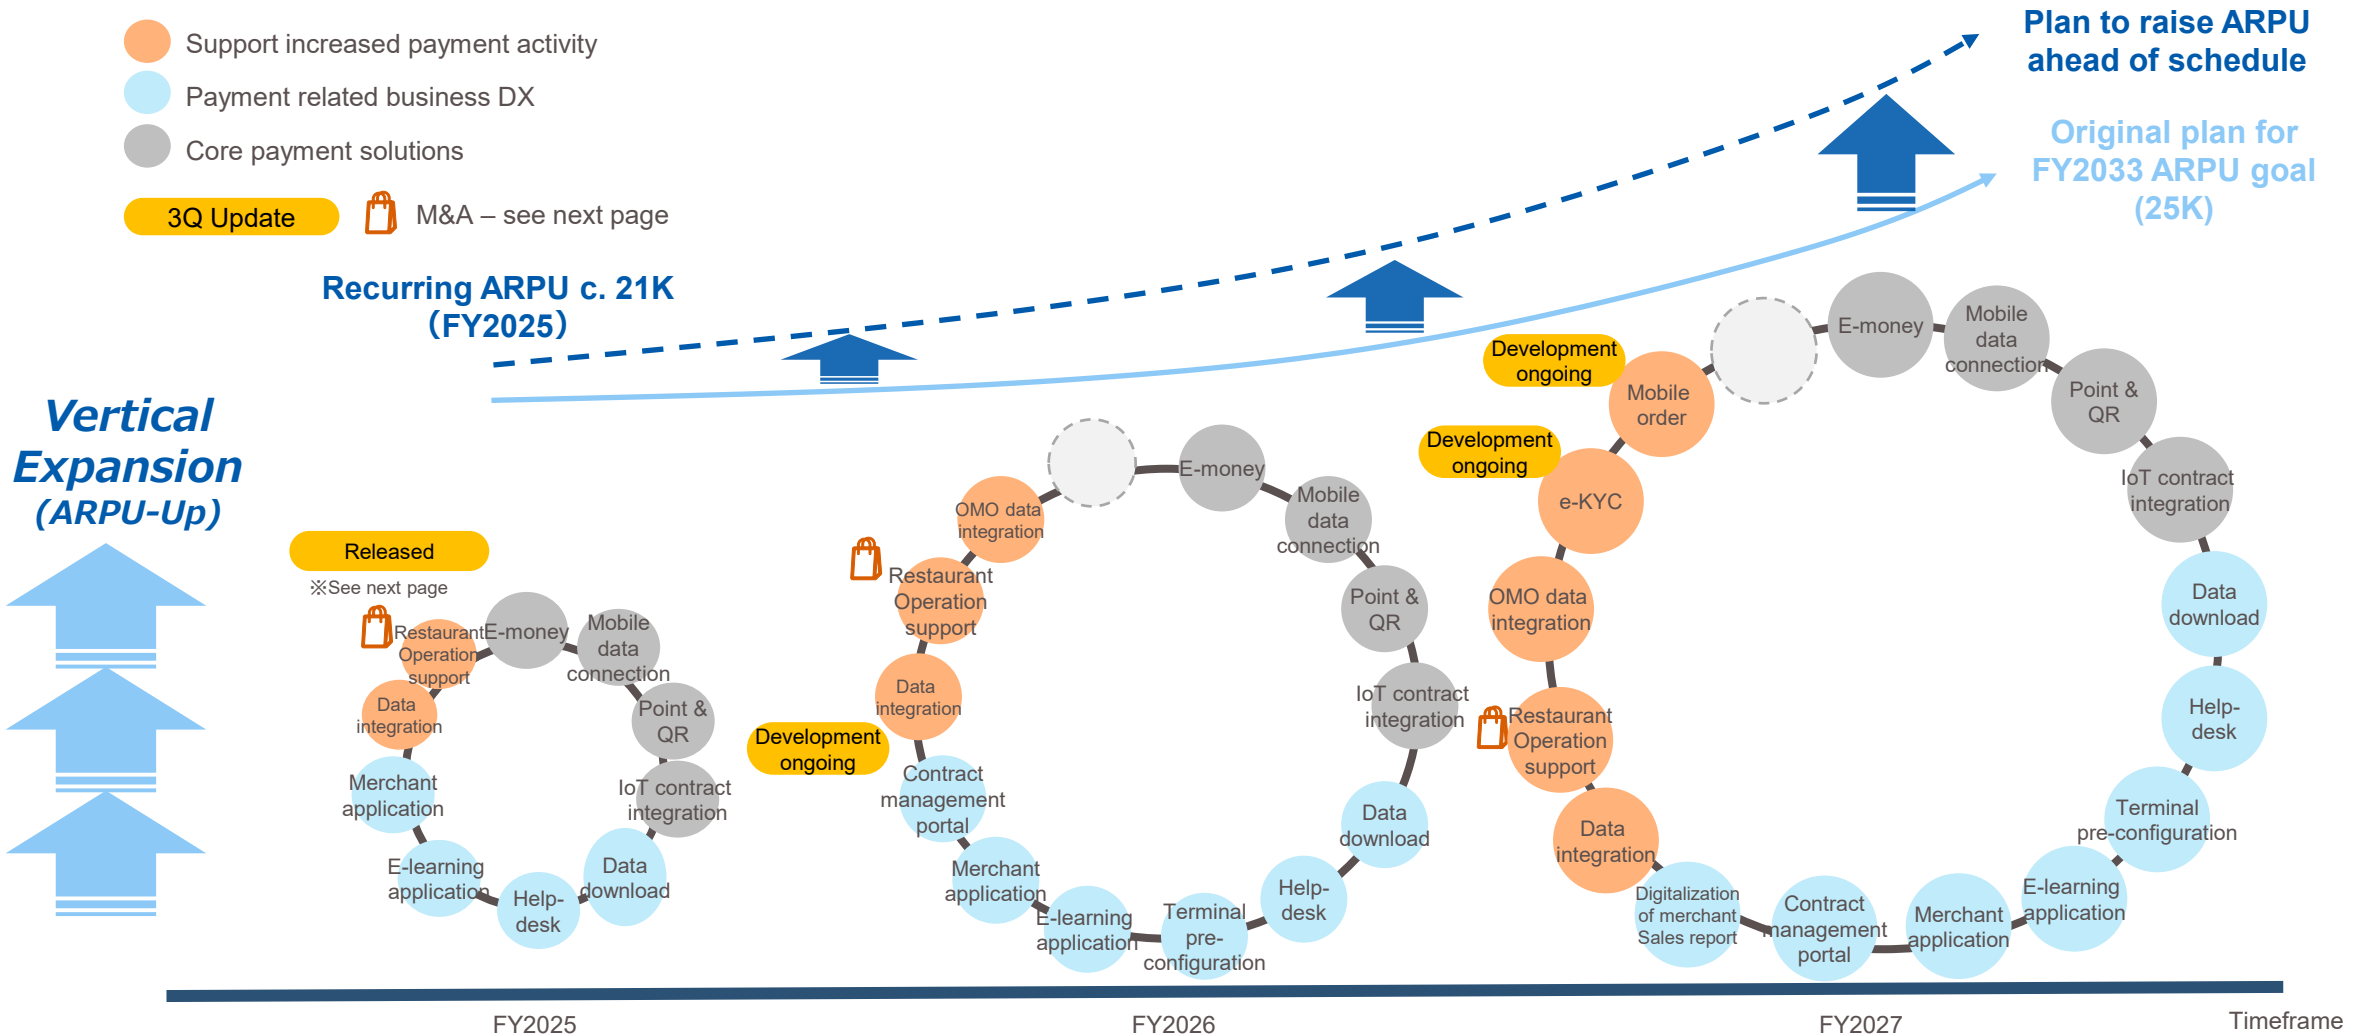 Support increased payment activity
Payment related business DX
Core payment solutions
3Q Update
M&A – see next page
Plan to raise ARPU
ahead of schedule
Original plan for
FY2033 ARPU goal
(25K)
Recurring ARPU c. 21K
(FY2025)
Vertical
Expansion
(ARPU-Up)
Released
※See next page
Restaurant
Operation
support
E-money
Mobile
data
connection
Point &
QR
IoT contract
integration
Data
download
Help-
desk
E-learning
application
Merchant
application
Data
integration
OMO data
integration
E-money
Mobile
data
connection
Point &
QR
IoT contract
integration
Data
download
Help-
desk
Terminal
pre-
configuration
E-learning
application
Merchant
application
Contract
management
portal
Development
ongoing
Data
integration
Restaurant
Operation
support
Development
ongoing
Mobile
order
E-money
Mobile
data
connection
Point &
QR
IoT contract
integration
Data
download
Help-
desk
Terminal
pre-configuration
E-learning
application
Merchant
application
Contract
management
portal
Digitalization
of merchant
Sales report
Data
integration
Restaurant
Operation
support
OMO data
integration
Development
ongoing
e-KYC
FY2025
FY2026
FY2027
Timeframe